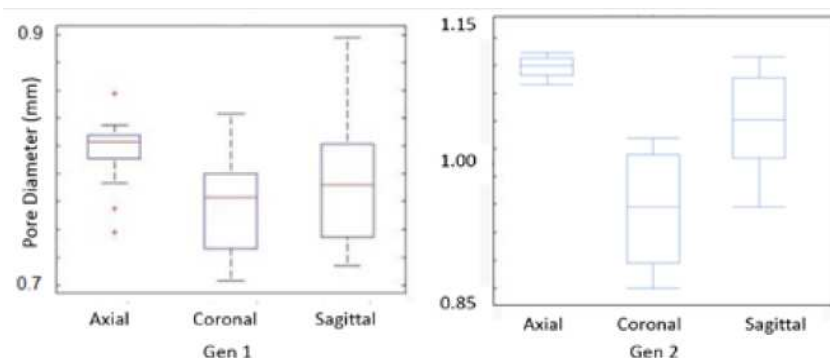 Pore Diameter (mm)
0.9
0.7
Axial
Coronal
Sagittal
Gen 1
1.15
1.00
0.85
Axial
Coronal
Sagittal
Gen 2